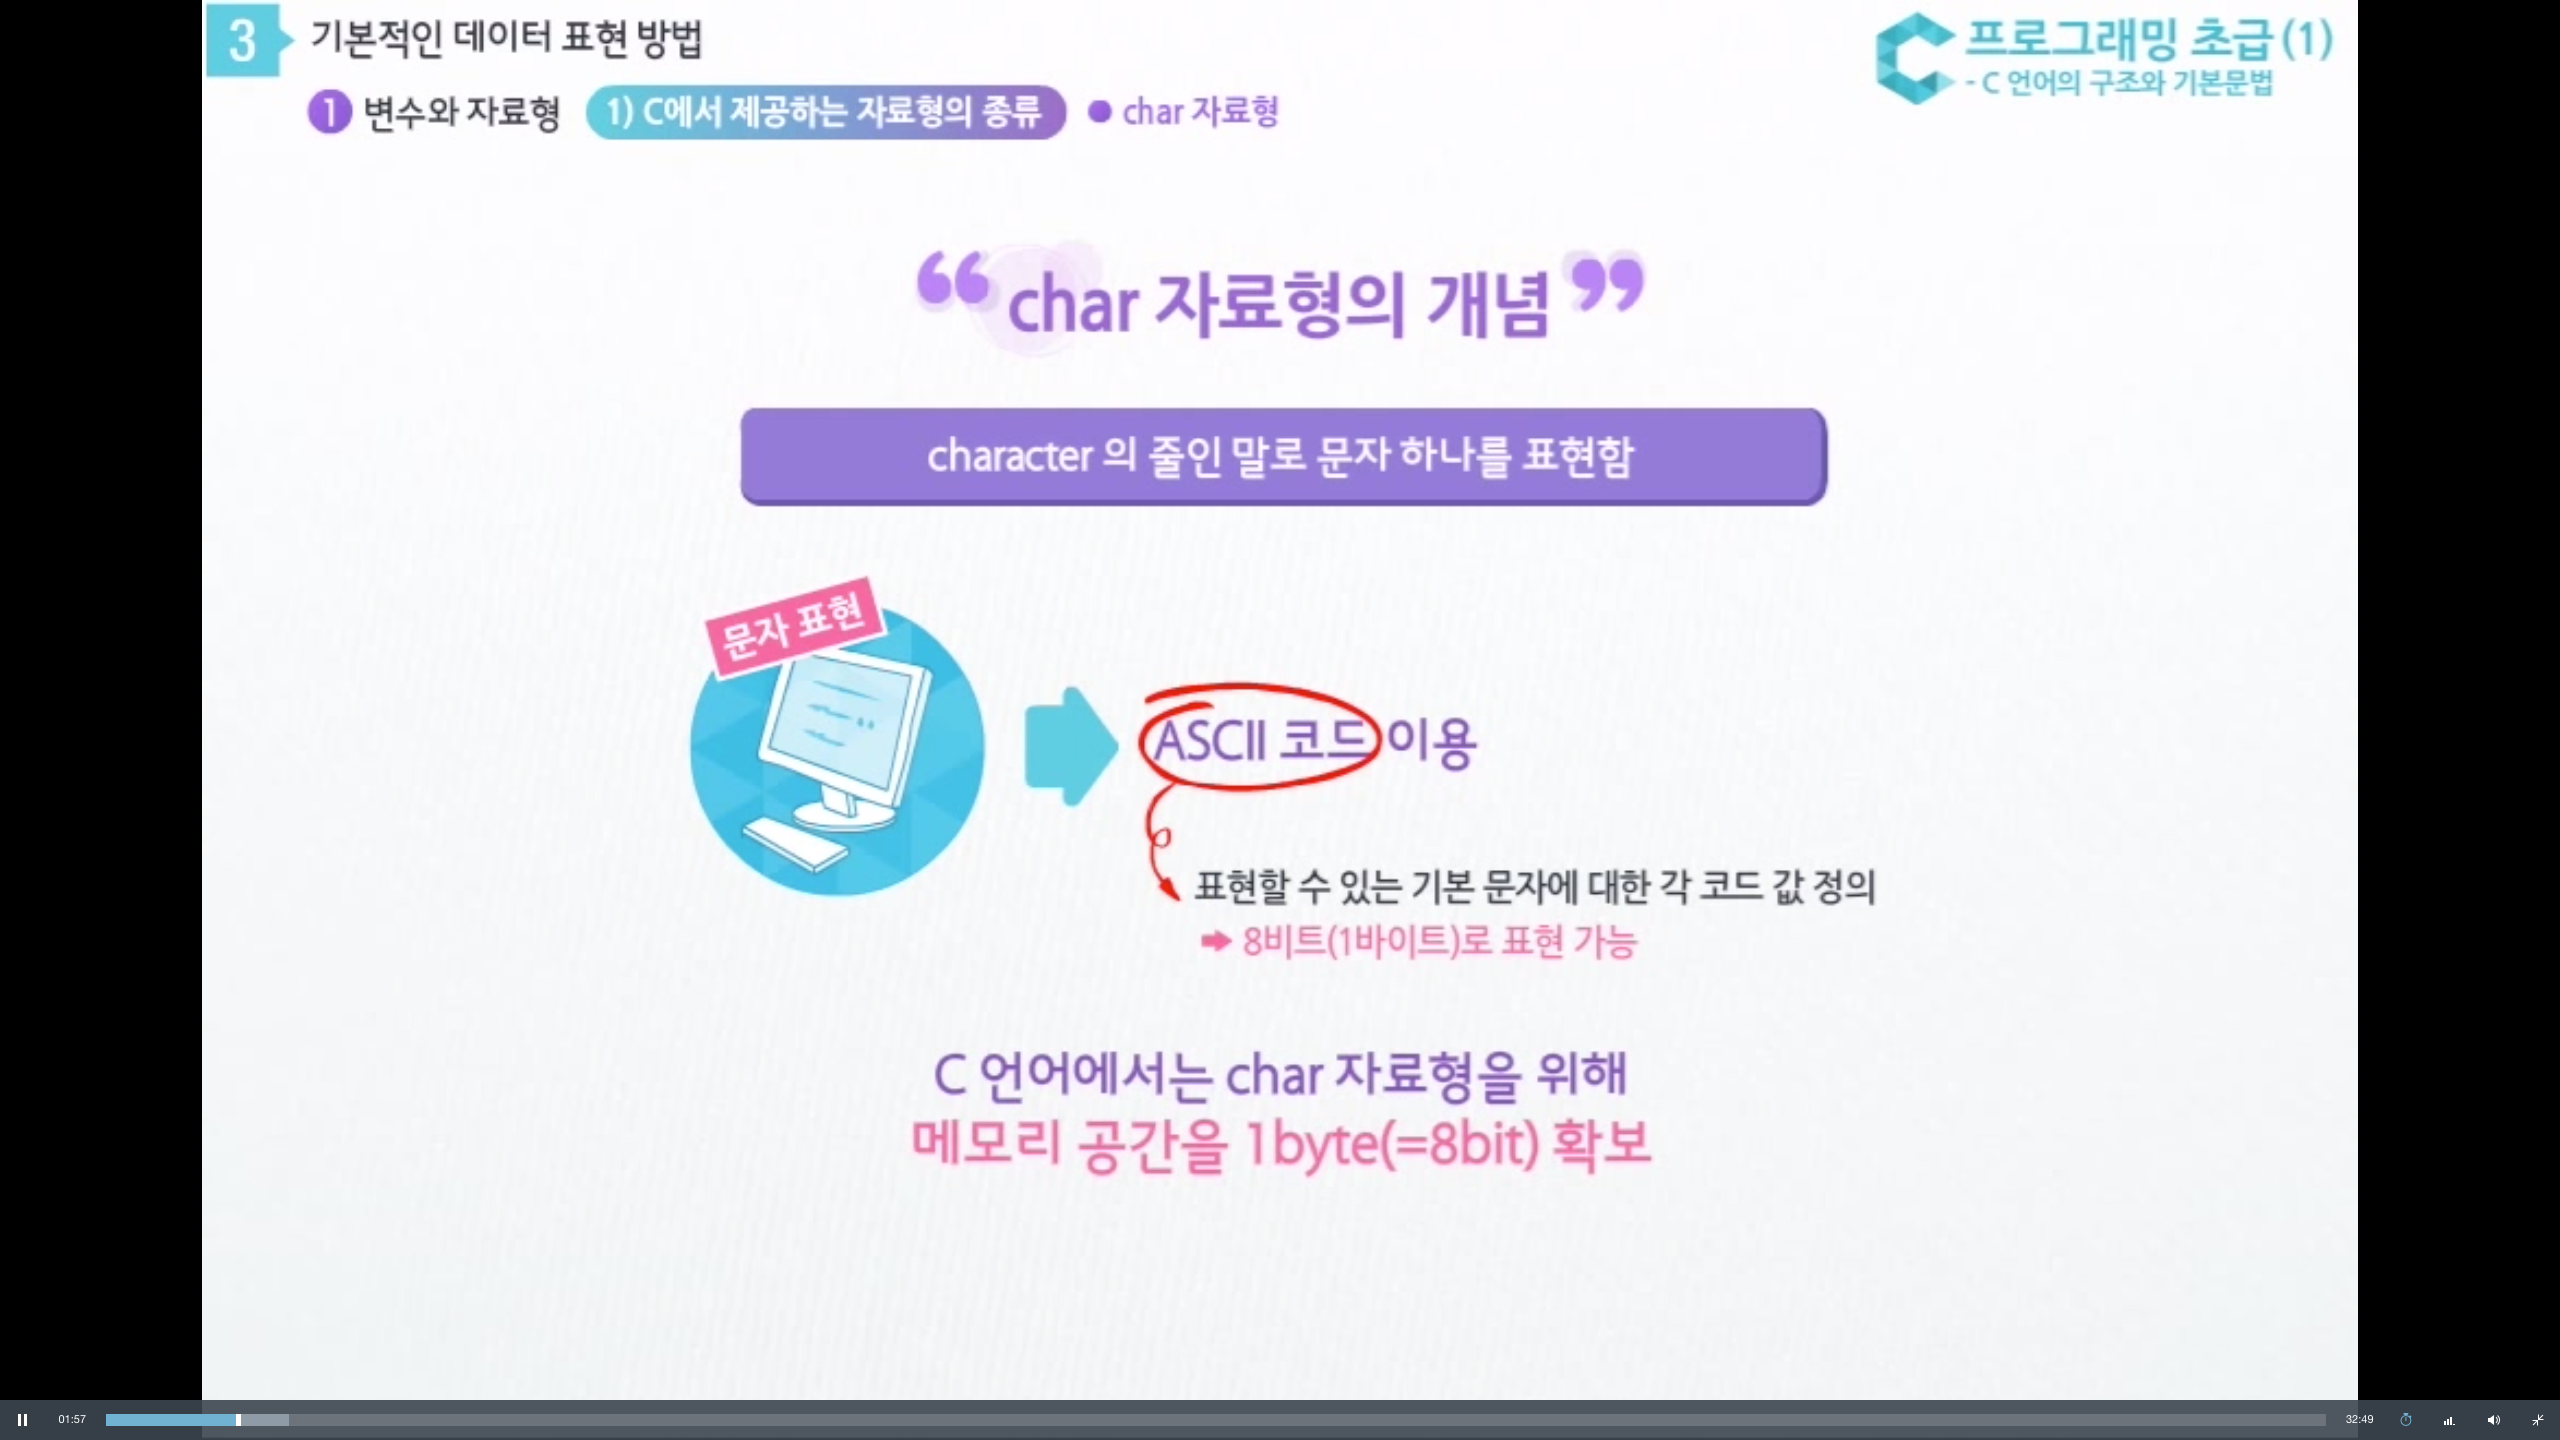 3 기본적인 데이터 표현 방법
프로그래밍 초급(1)
- C 언어의 구조와 기본문법
1 변수와 자료형 1) C에서 제공하는 자료형의 종류 ● char 자료형
“ char 자료형의 개념 ”
character 의 줄인 말로 문자 하나를 표현함
문자 표현
ASCII 코드 이용
표현할 수 있는 기본 문자에 대한 각 코드 값 정의
➡ 8비트(1바이트)로 표현 가능
C 언어에서는 char 자료형을 위해
메모리 공간을 1byte(=8bit) 확보
01:57 32:49